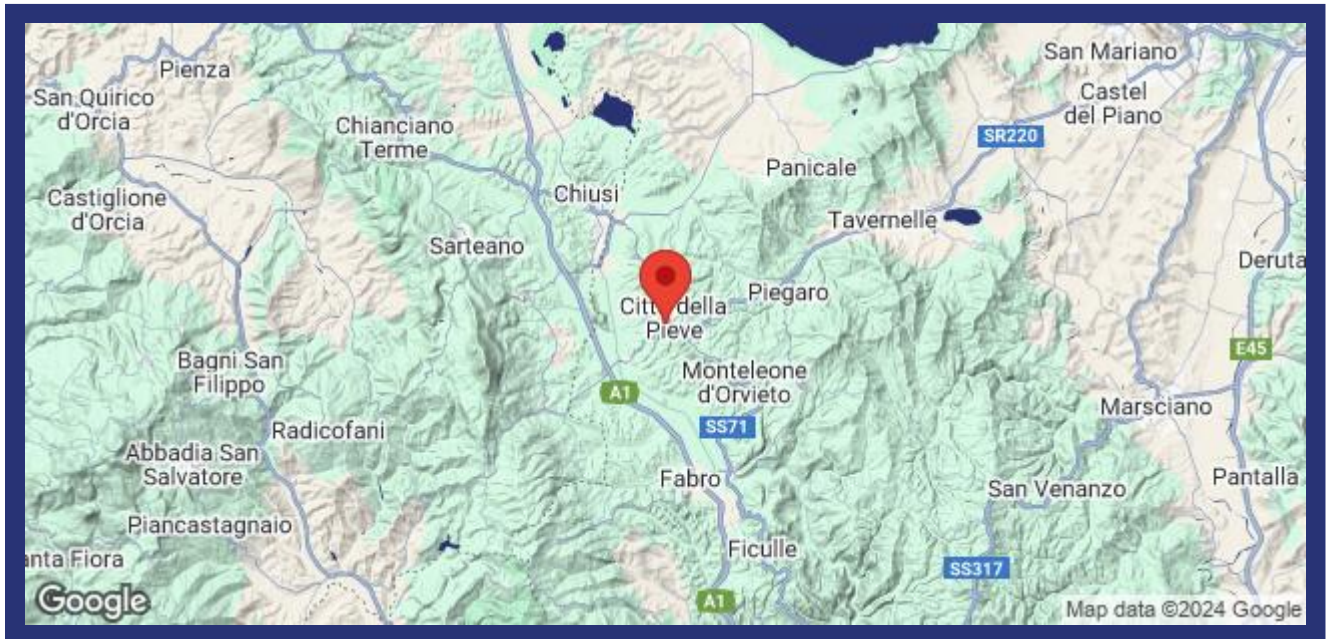 San Mariano
Pienza
Castel
del Piano
San Quirico
d'Orcia
Chianciano
Terme
SR220
Panicale
Chiusi
Castiglione
d'Orcia
Tavernelle
Sarteano
Deruta
Piegaro
Città della
Pieve
E45
Bagni San
Filippo
Monteleone
d'Orvieto
A1
Marsciano
SS71
Radicofani
Abbadia San
Salvatore
Fabro
Pantalla
San Venanzo
Piancastagnaio
Ficulle
anta Fiora
SS317
A1
Google
Map data ©2024 Google